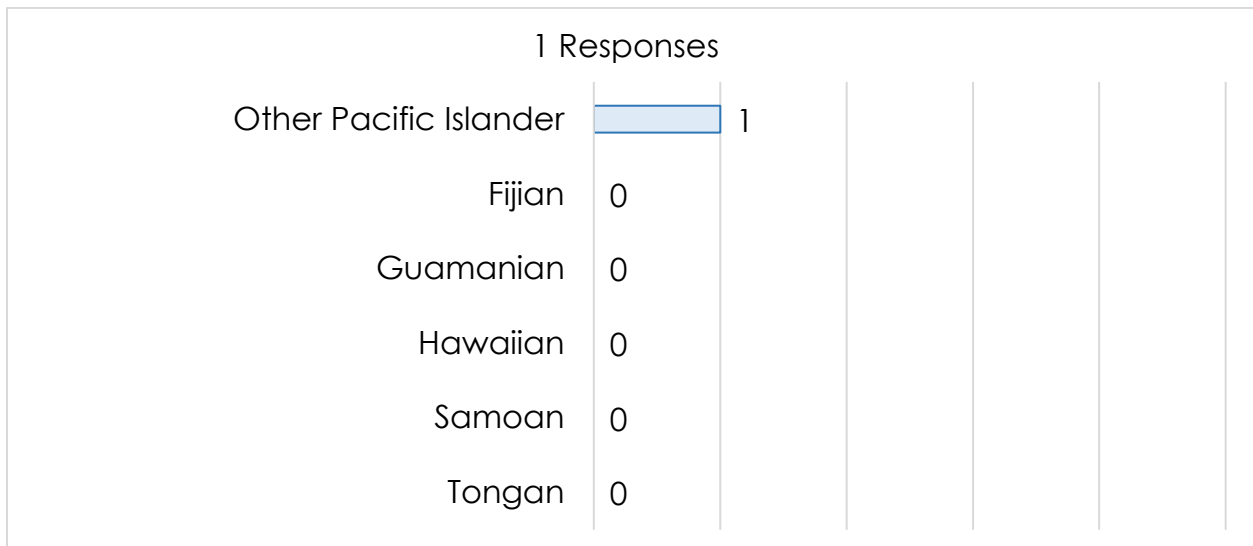 1 Responses
Other Pacific Islander 1
Fijian 0
Guamanian 0
Hawaiian 0
Samoan 0
Tongan 0